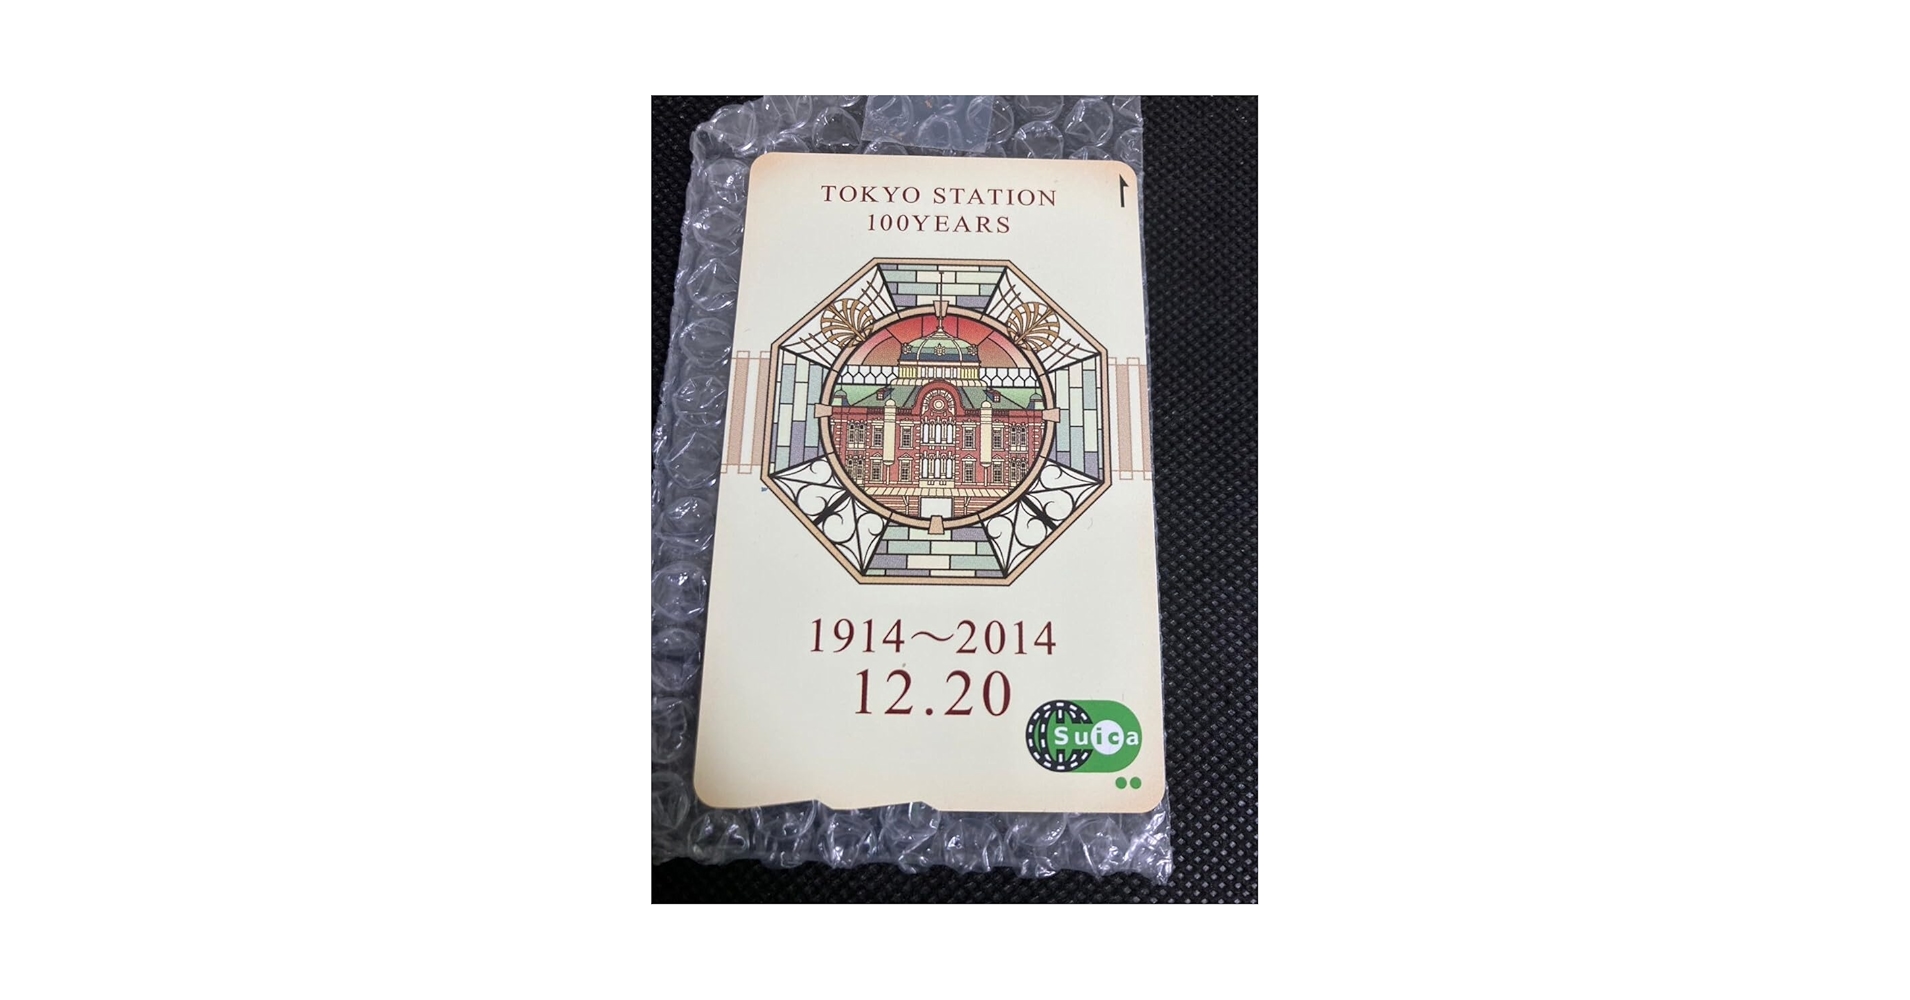 TOKYO STATION
100YEARS
1914～2014
12.20
Suica